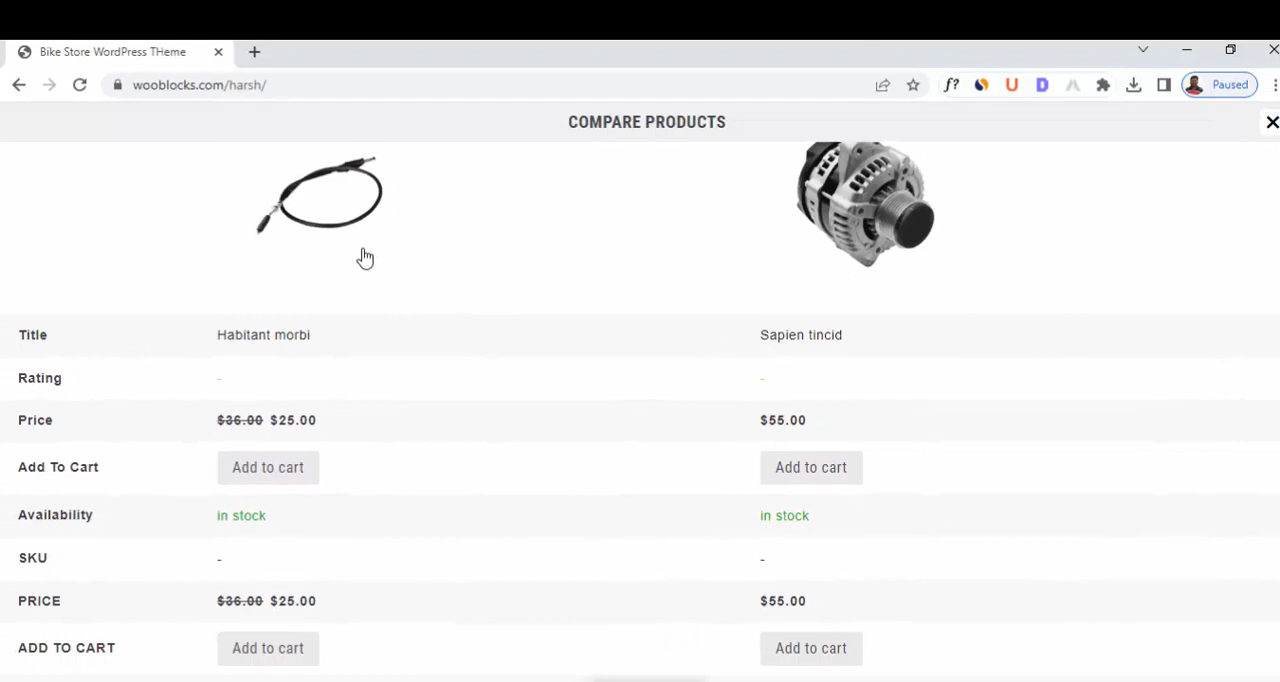 Bike Store WordPress THeme
wooblocks.com/harsh/
f?
U
D
Paused
COMPARE PRODUCTS
Title Habitant morbi Sapien tincid
Rating - -
Price $36.00 $25.00 $55.00
Add To Cart Add to cart Add to cart
Availability in stock in stock
SKU - -
PRICE $36.00 $25.00 $55.00
ADD TO CART Add to cart Add to cart